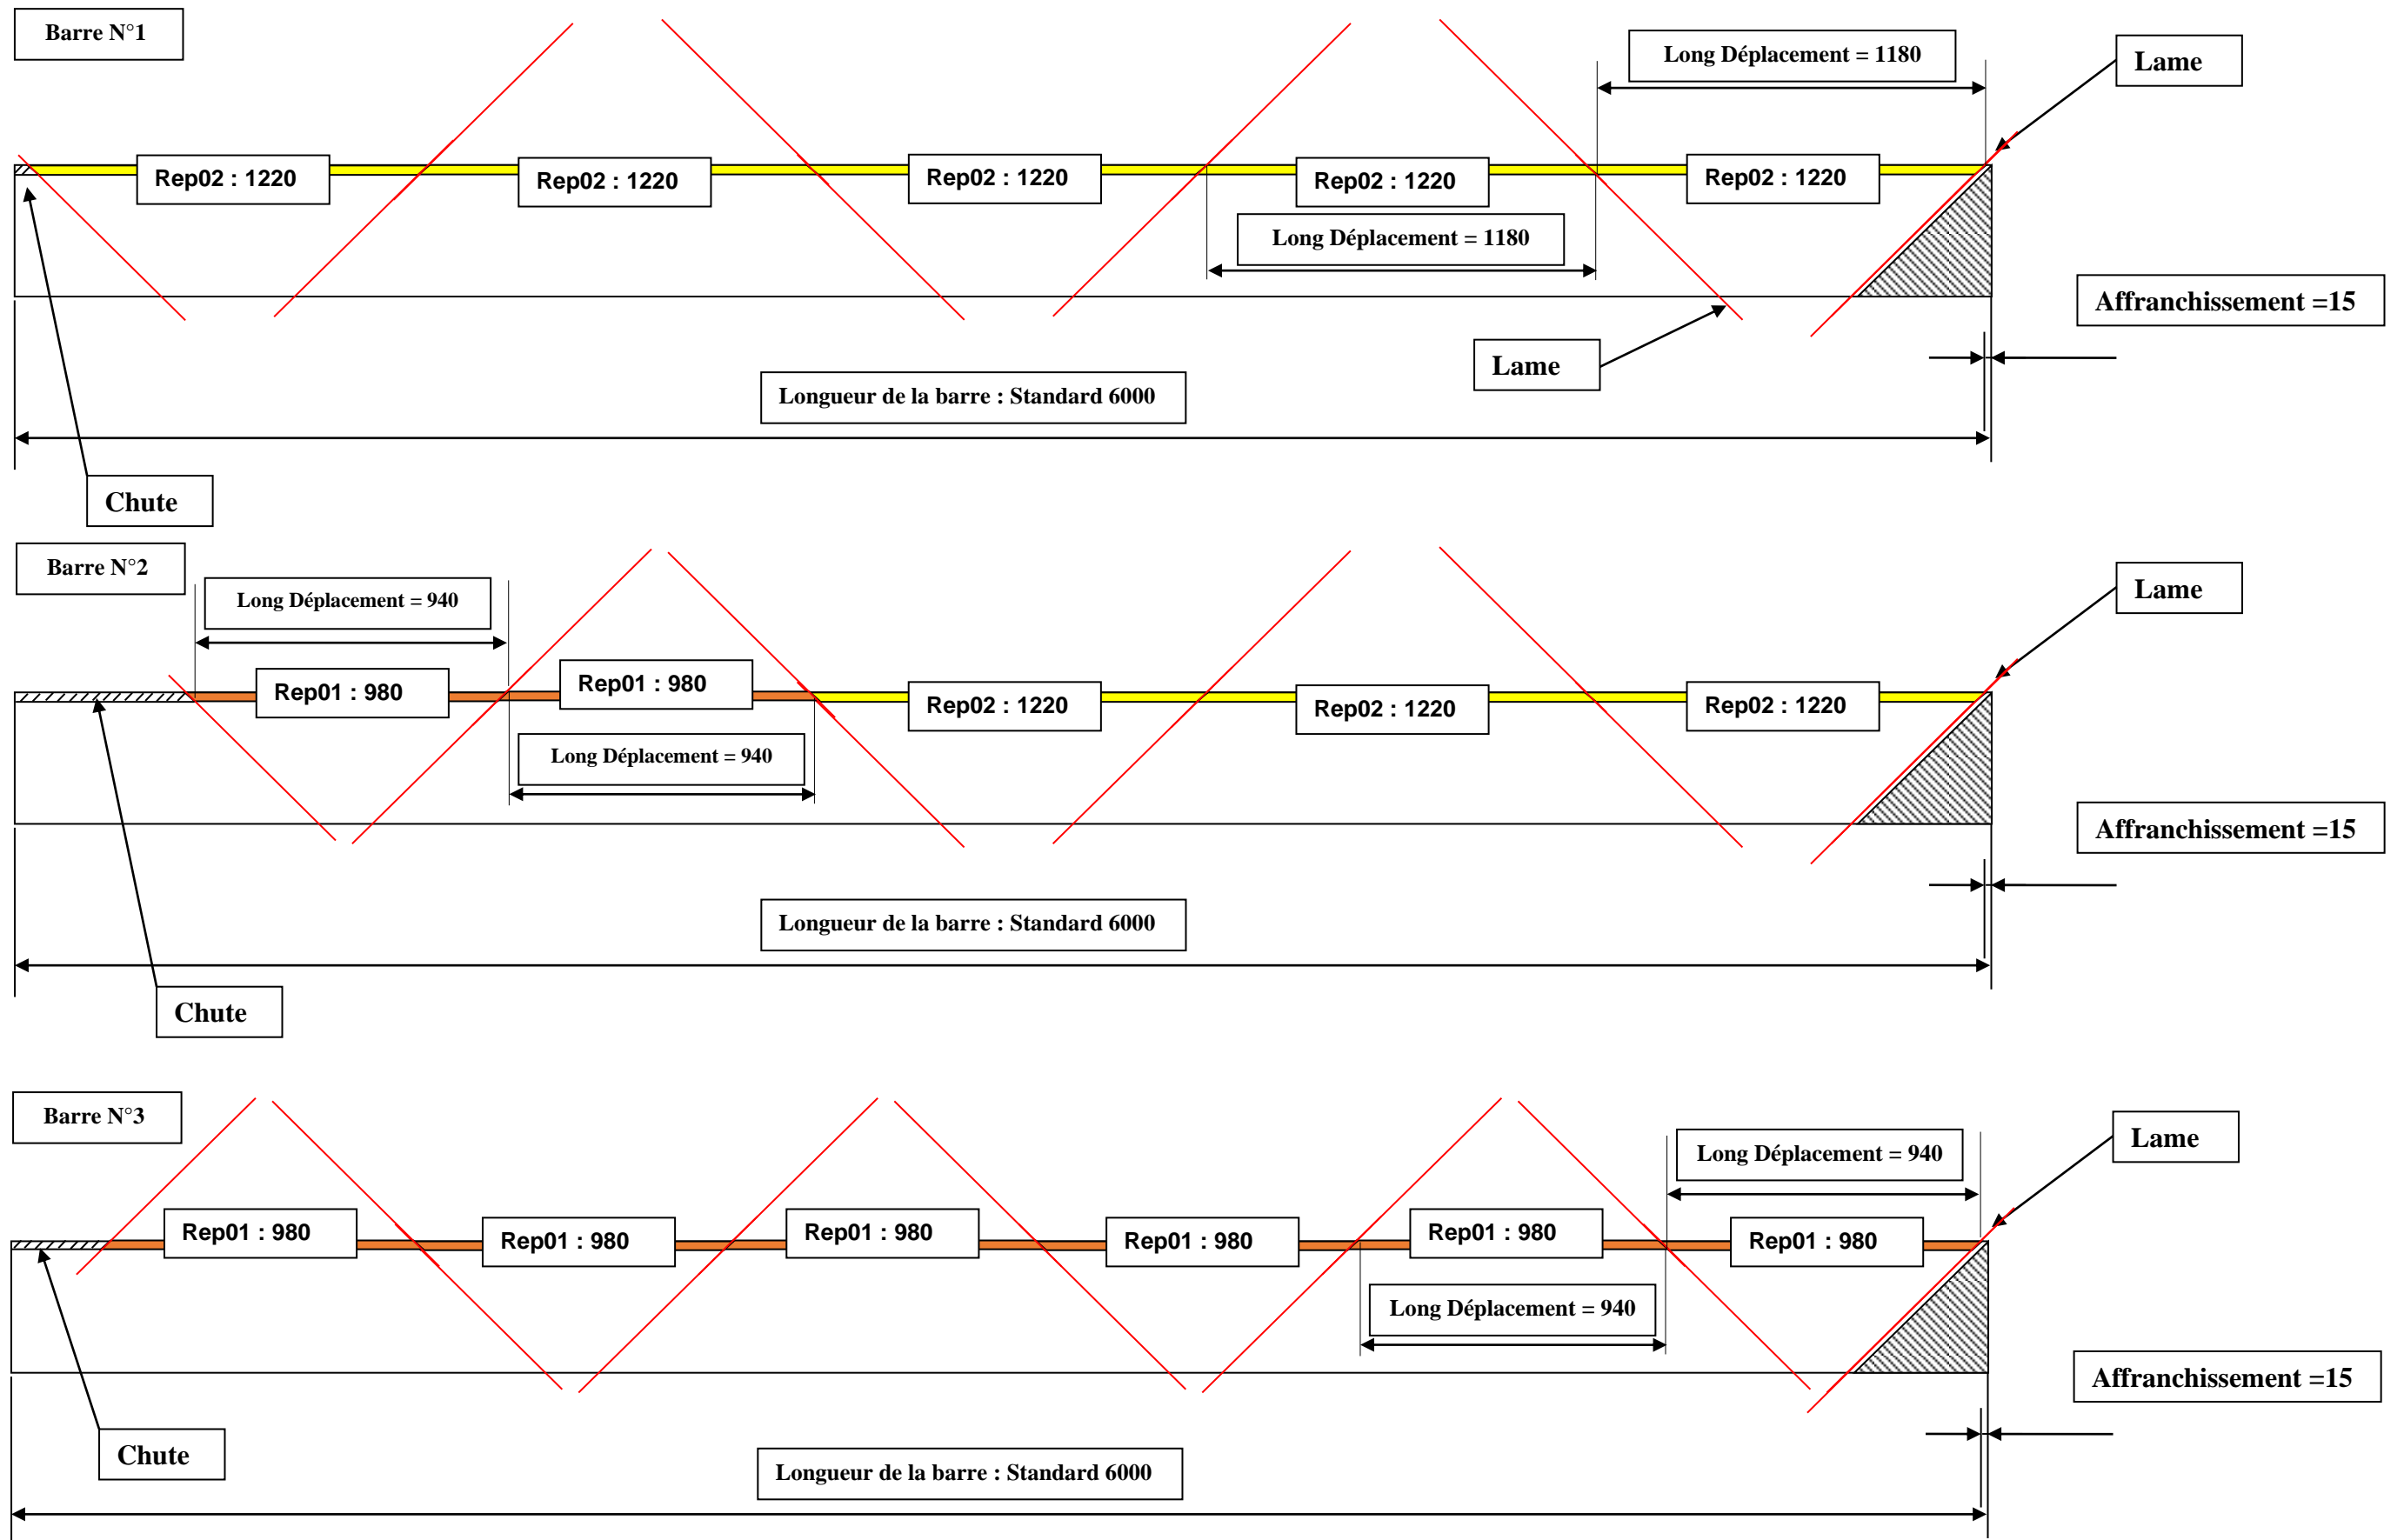 Barre N°1
Long Déplacement = 1180
Lame
Rep02 : 1220
Rep02 : 1220
Rep02 : 1220
Rep02 : 1220
Rep02 : 1220
Long Déplacement = 1180
Affranchissement =15
Lame
Longueur de la barre : Standard 6000
Chute
Barre N°2
Long Déplacement = 940
Lame
Rep01 : 980
Rep01 : 980
Rep02 : 1220
Rep02 : 1220
Rep02 : 1220
Long Déplacement = 940
Affranchissement =15
Longueur de la barre : Standard 6000
Chute
Barre N°3
Long Déplacement = 940
Lame
Rep01 : 980
Rep01 : 980
Rep01 : 980
Rep01 : 980
Rep01 : 980
Rep01 : 980
Long Déplacement = 940
Affranchissement =15
Chute
Longueur de la barre : Standard 6000